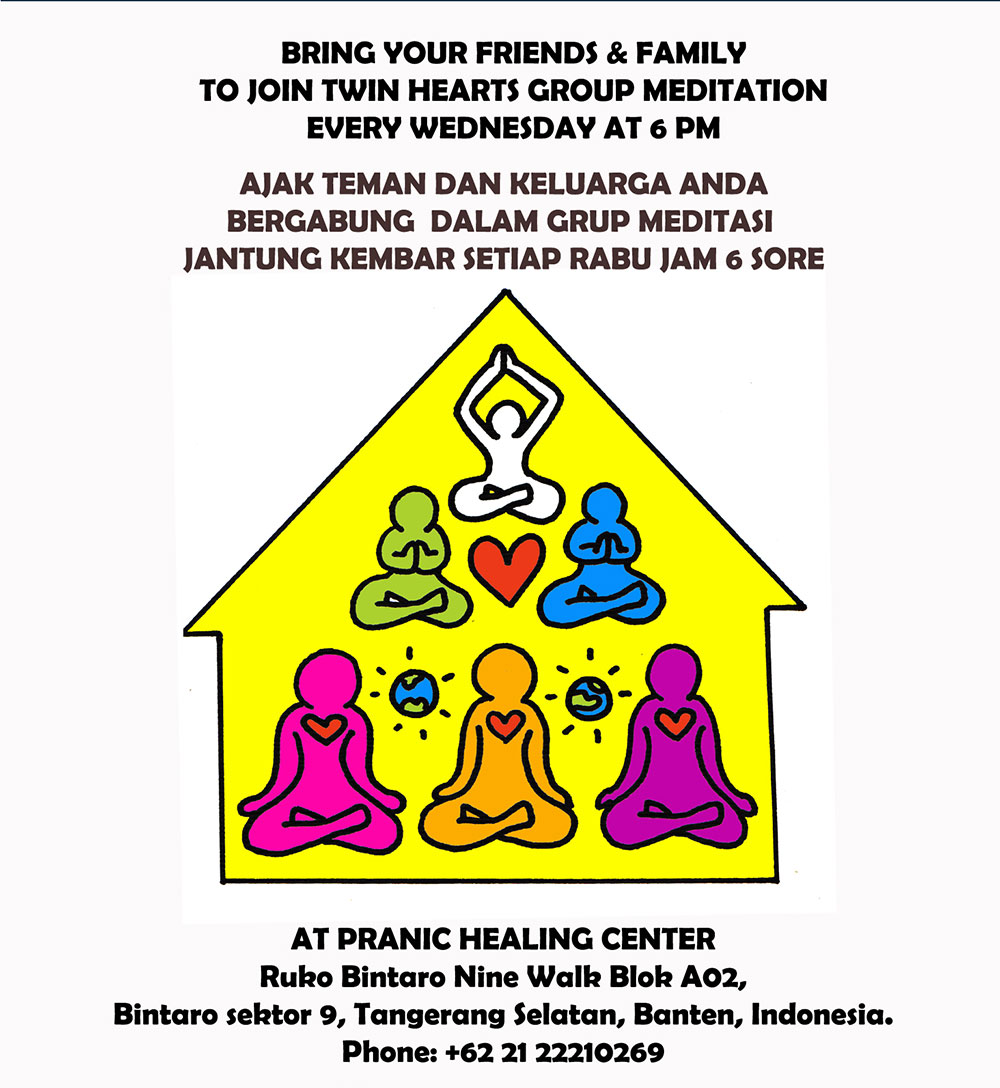 BRING YOUR FRIENDS & FAMILY
TO JOIN TWIN HEARTS GROUP MEDITATION
EVERY WEDNESDAY AT 6 PM
AJAK TEMAN DAN KELUARGA ANDA
BERGABUNG DALAM GRUP MEDITASI
JANTUNG KEMBAR SETIAP RABU JAM 6 SORE
AT PRANIC HEALING CENTER
Ruko Bintaro Nine Walk Blok A02,
Bintaro sektor 9, Tangerang Selatan, Banten, Indonesia.
Phone: +62 21 22210269